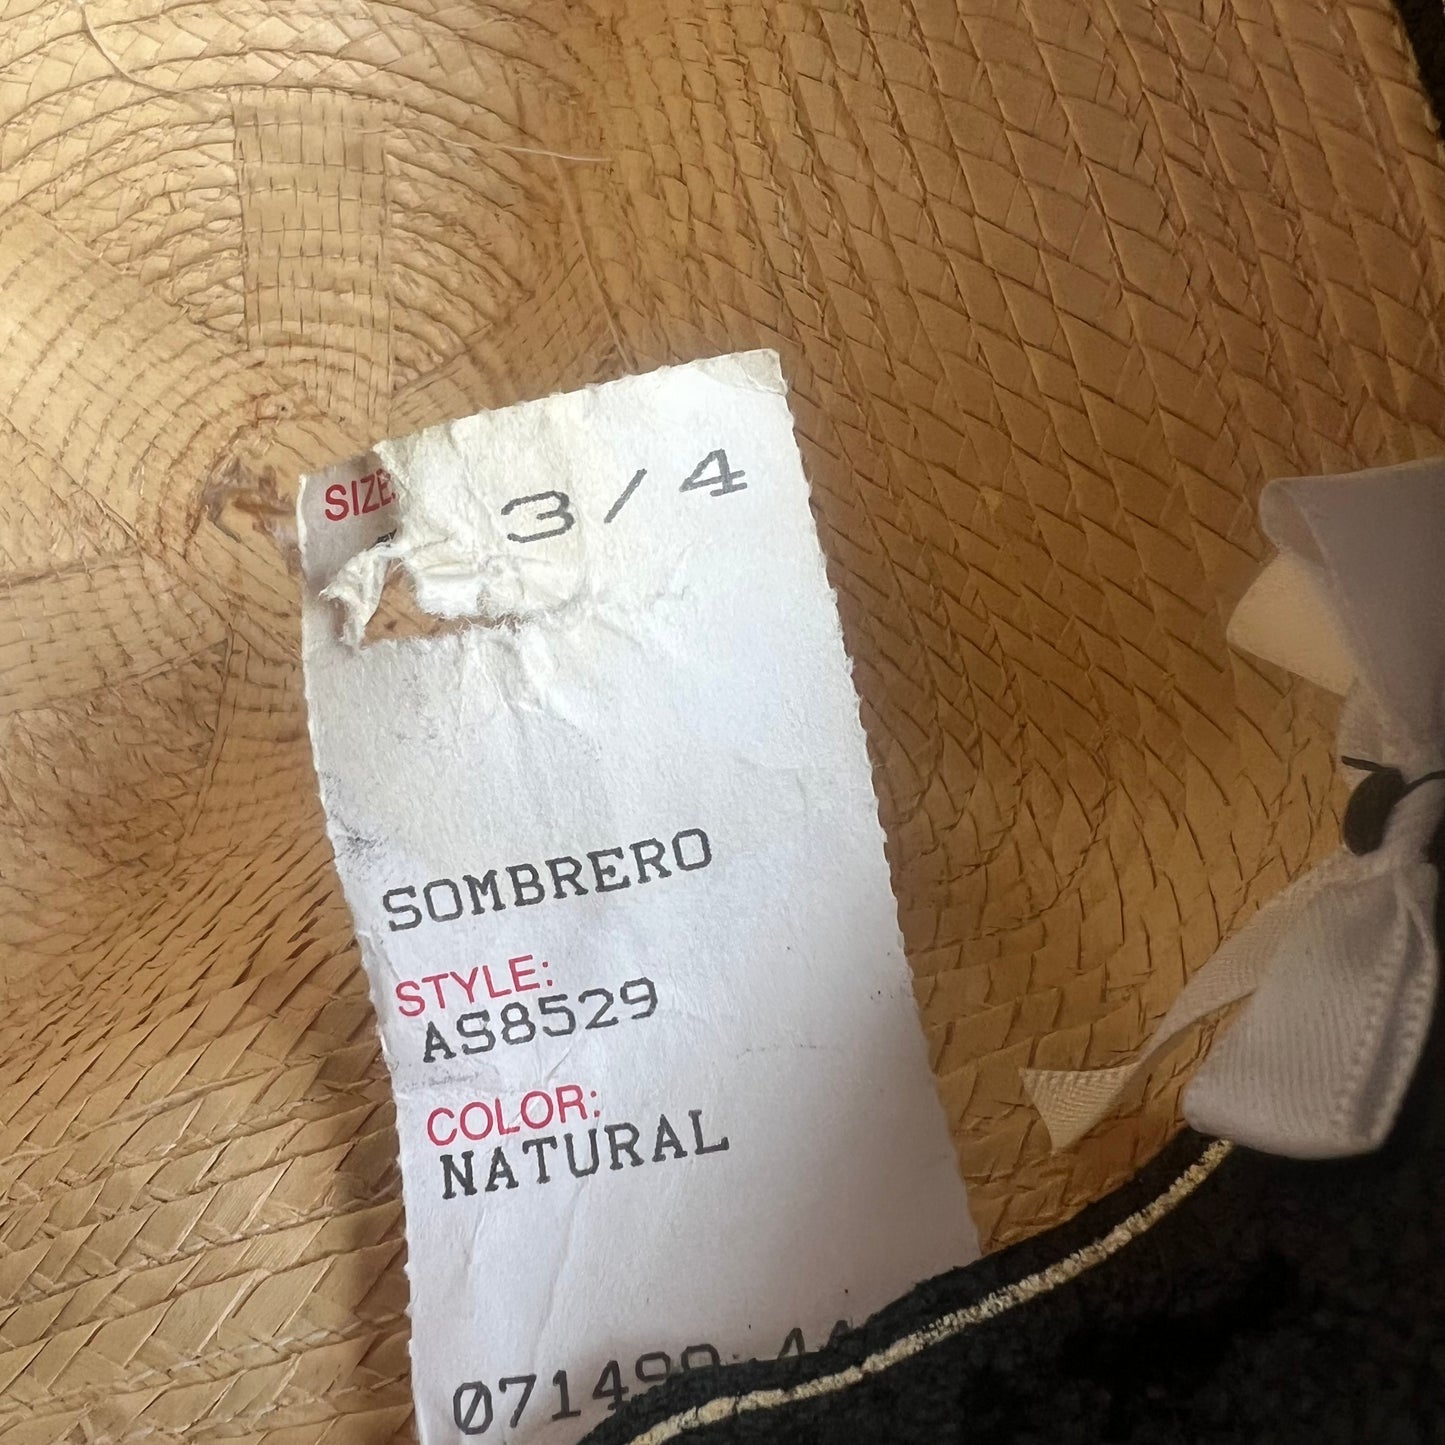 SIZE:
3/4
SOMBRERO
STYLE:
AS8529
COLOR:
NATURAL